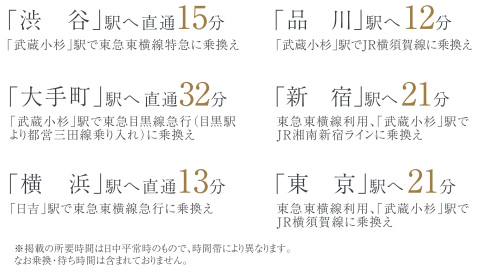 「渋　谷」駅へ直通15分
「武蔵小杉」駅で東急東横線特急に乗換え
「品　川」駅へ12分
「武蔵小杉」駅でJR横須賀線に乗換え
「大手町」駅へ直通32分
「武蔵小杉」駅で東急目黒線急行(目黒駅
より都営三田線乗り入れ)に乗換え
「新　宿」駅へ21分
東急東横線利用、「武蔵小杉」駅で
JR湘南新宿ラインに乗換え
「横　浜」駅へ直通13分
「日吉」駅で東急東横線急行に乗換え
「東　京」駅へ21分
東急東横線利用、「武蔵小杉」駅で
JR横須賀線に乗換え
※掲載の所要時間は日中平常時のもので、時間帯により異なります。
なお乗換・待ち時間は含まれておりません。